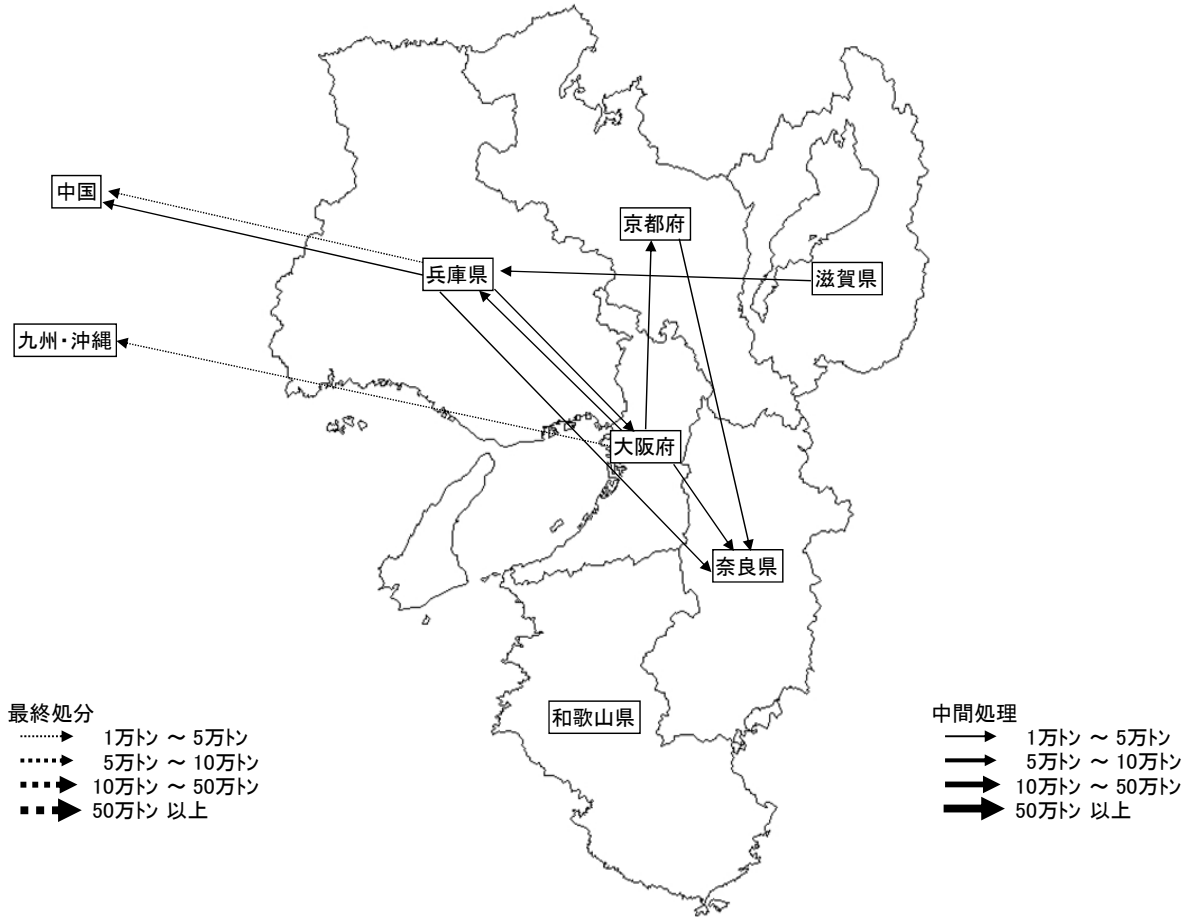 中国
京都府
兵庫県
滋賀県
九州・沖縄
大阪府
奈良県
和歌山県
最終処分
1万トン ～ 5万トン
5万トン ～ 10万トン
10万トン ～ 50万トン
50万トン 以上
中間処理
1万トン ～ 5万トン
5万トン ～ 10万トン
10万トン ～ 50万トン
50万トン 以上